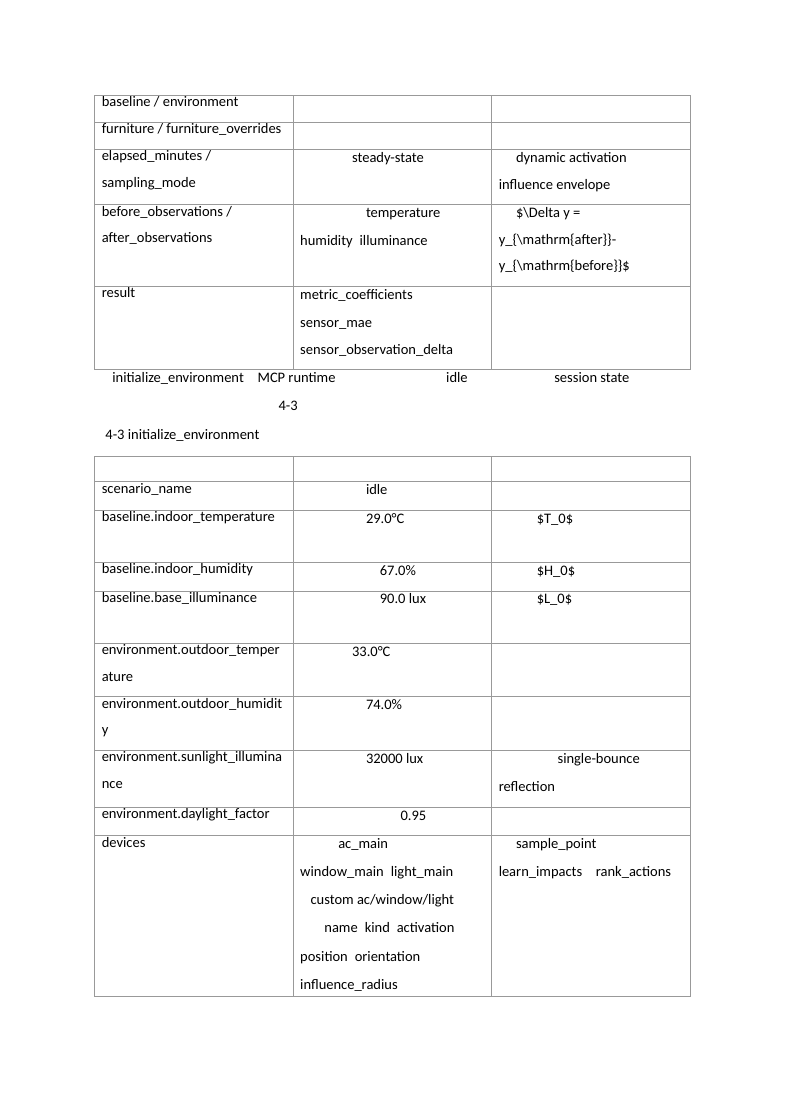 baseline / environment
furniture / furniture_overrides
elapsed_minutes /
sampling_mode
steady-state
dynamic activation
influence envelope
before_observations /
after_observations
temperature
humidity illuminance
$\Delta y =
y_{\mathrm{after}}-
y_{\mathrm{before}}$
result
metric_coefficients
sensor_mae
sensor_observation_delta
initialize_environment MCP runtime idle session state
4-3
4-3 initialize_environment
scenario_name
idle
baseline.indoor_temperature
29.0°C
$T_0$
baseline.indoor_humidity
67.0%
$H_0$
baseline.base_illuminance
90.0 lux
$L_0$
environment.outdoor_temper
ature
33.0°C
environment.outdoor_humidit
y
74.0%
environment.sunlight_illumina
nce
32000 lux
single-bounce
reflection
environment.daylight_factor
0.95
devices
ac_main
window_main light_main
custom ac/window/light
name kind activation
position orientation
influence_radius
sample_point
learn_impacts rank_actions